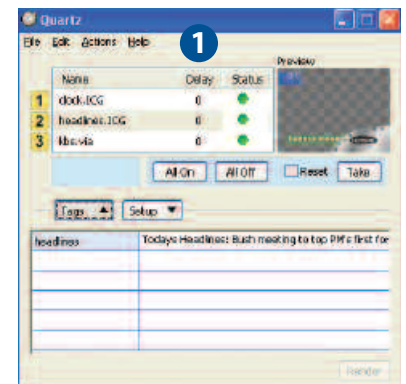 Quartz
File Edit Actions Help
1
Preview
Name Delay Status
1 clock.ICG 0
2 headlines.ICG 0
3 kbs.via 0
All On All Off Reset Take
Tags Setup
headlines Todays Headlines: Bush meeting to top PM's first for
Render